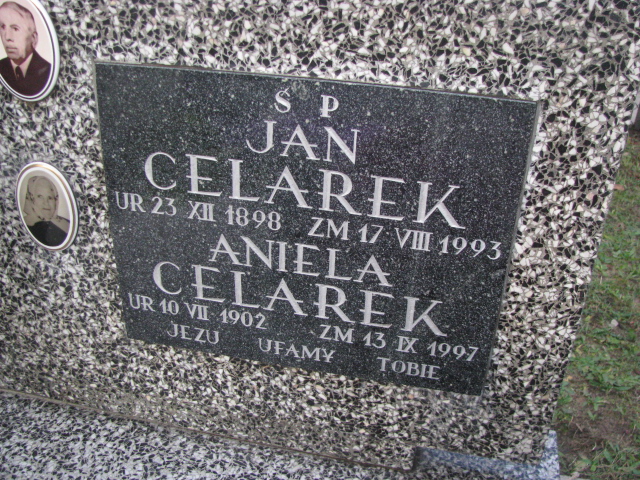 Ś P
JAN
CELAREK
UR 23 XII 1898 ZM 17 VIII 1993
ANIELA
CELAREK
UR 10 VII 1902 ZM 13 IX 1997
JEZU UFAMY TOBIE